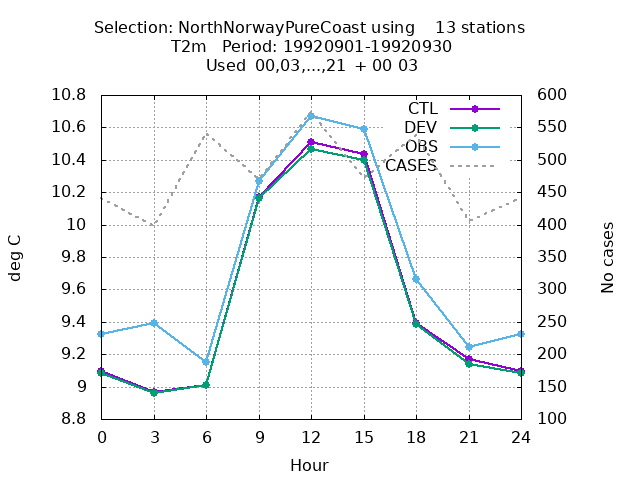 Selection: NorthNorwayPureCoast using    13 stations
T2m   Period: 19920901-19920930
Used  00,03,...,21  + 00 03
10.8
10.6
10.4
10.2
10
9.8
9.6
9.4
9.2
9
8.8
600
550
500
450
400
350
300
250
200
150
100
CTL
DEV
OBS
CASES
deg C
No cases
0 3 6 9 12 15 18 21 24
Hour